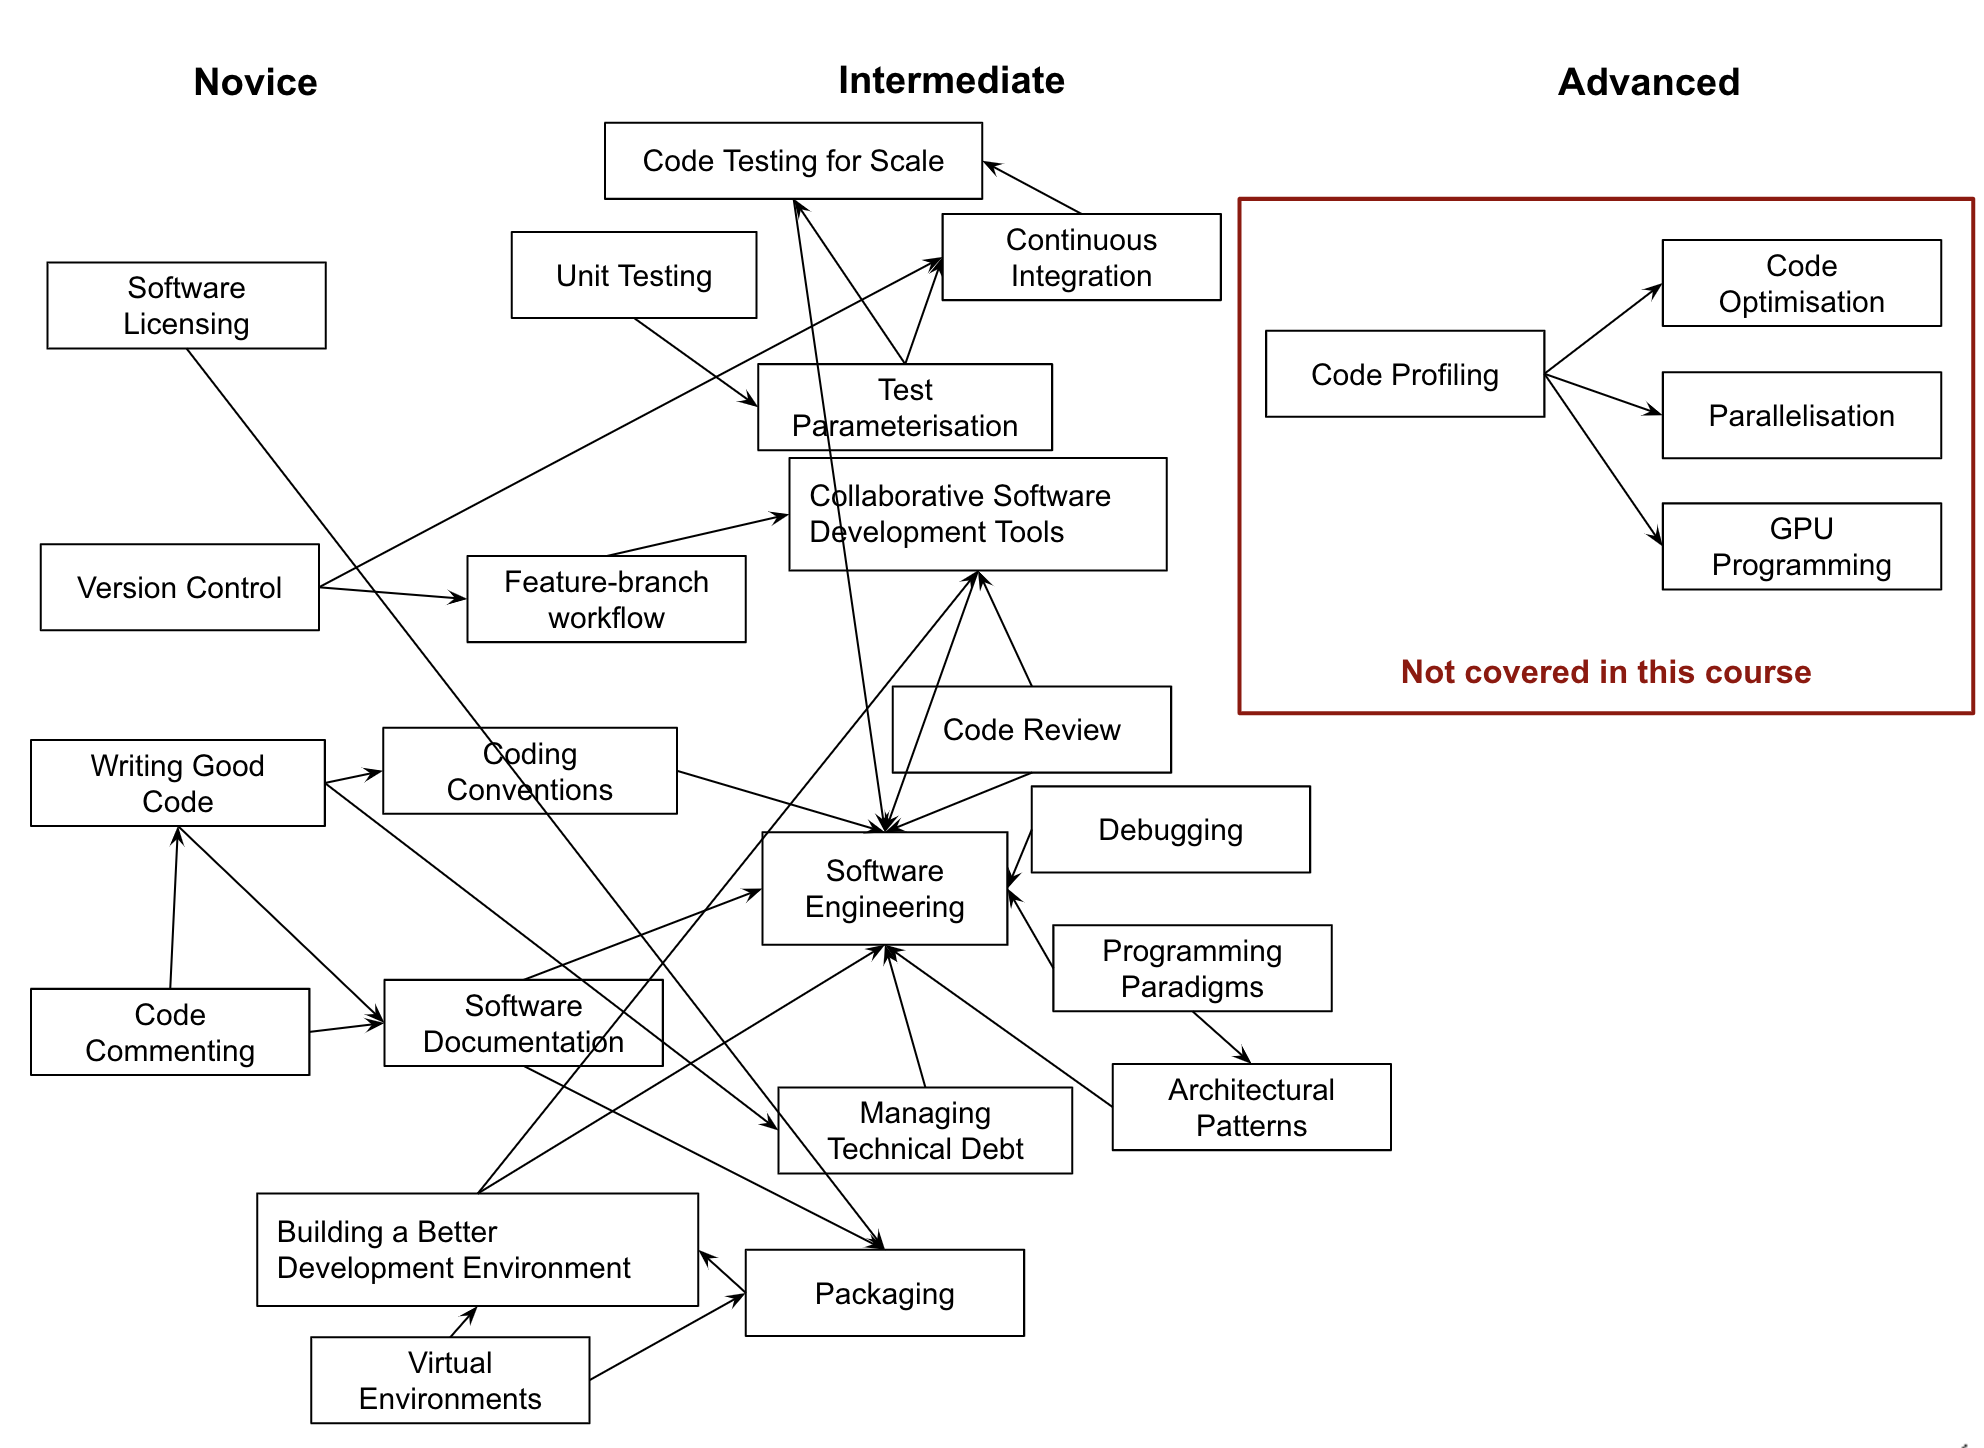 Novice
Intermediate
Advanced
Code Testing for Scale
Continuous
Integration
Unit Testing
Software
Licensing
Test
Parameterisation
Collaborative Software
Development Tools
Version Control
Feature-branch
workflow
Code Review
Writing Good
Code
Coding
Conventions
Debugging
Software
Engineering
Programming
Paradigms
Code
Commenting
Software
Documentation
Architectural
Patterns
Managing
Technical Debt
Building a Better
Development Environment
Packaging
Virtual
Environments
Code
Optimisation
Code Profiling
Parallelisation
GPU
Programming
Not covered in this course